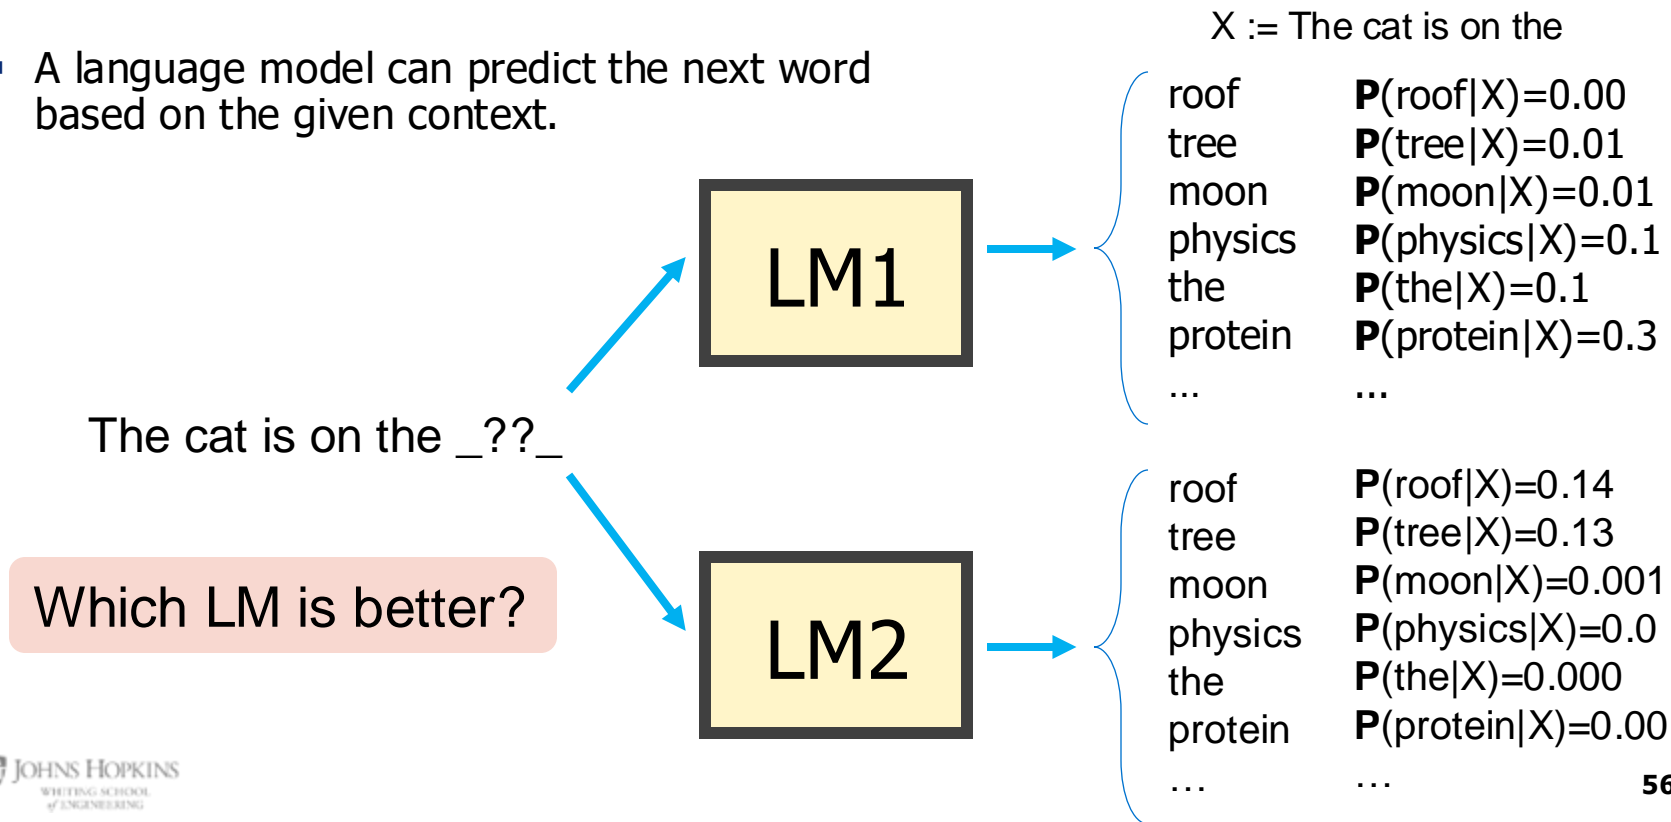 A language model can predict the next word
based on the given context.
The cat is on the _??_
Which LM is better?
LM1
LM2
X := The cat is on the
roof P(roof|X)=0.00
tree P(tree|X)=0.01
moon P(moon|X)=0.01
physics P(physics|X)=0.1
the P(the|X)=0.1
protein P(protein|X)=0.3
... ...
roof P(roof|X)=0.14
tree P(tree|X)=0.13
moon P(moon|X)=0.001
physics P(physics|X)=0.0
the P(the|X)=0.000
protein P(protein|X)=0.00
... ...
JOHNS HOPKINS
WHITING SCHOOL
of ENGINEERING
56